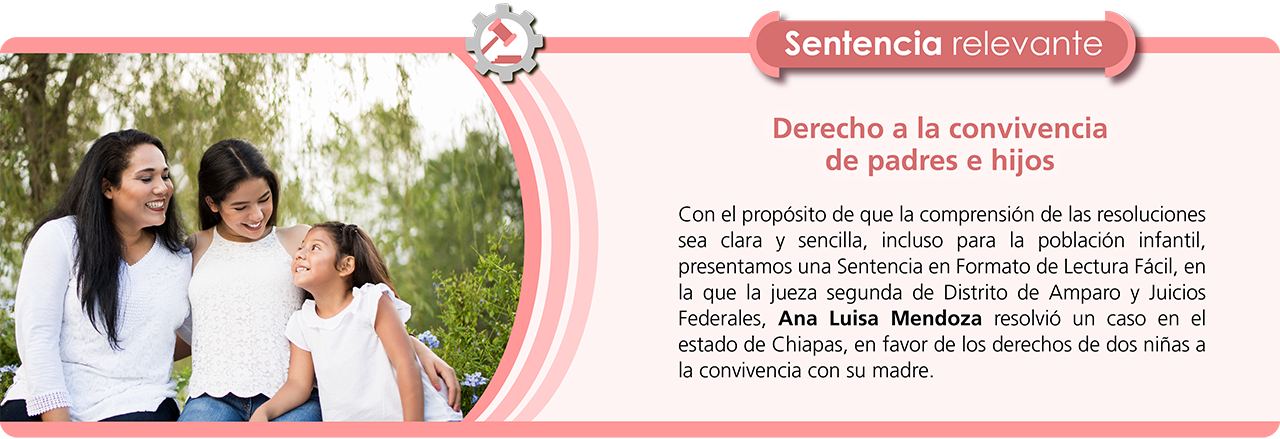 Sentencia relevante
Derecho a la convivencia
de padres e hijos
Con el propósito de que la comprensión de las resoluciones
sea clara y sencilla, incluso para la población infantil,
presentamos una Sentencia en Formato de Lectura Fácil, en
la que la jueza segunda de Distrito de Amparo y Juicios
Federales, Ana Luisa Mendoza resolvió un caso en el
estado de Chiapas, en favor de los derechos de dos niñas a
la convivencia con su madre.